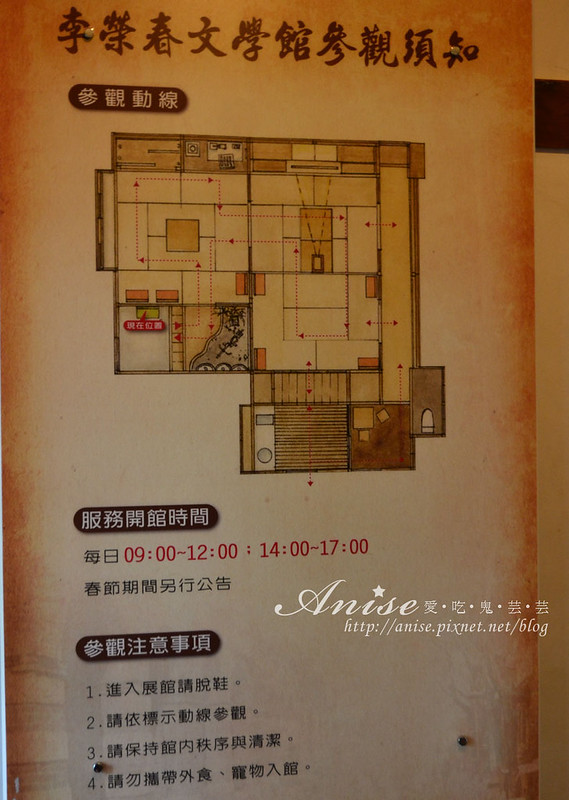 李榮春文學館參觀須知
參觀動線
現在位置
服務開館時間
每日 09:00~12:00；14:00~17:00
春節期間另行公告
Anise 愛·吃·鬼·芸·芸
http://anise.pixnet.net/blog
參觀注意事項
1.進入展館請脫鞋。
2.請依標示動線參觀。
3.請保持館內秩序與清潔。
4.請勿攜帶外食、寵物入館。